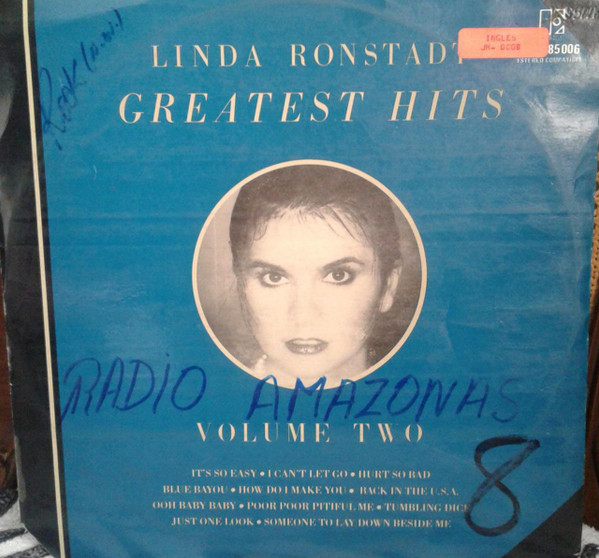 INGLES
85006
STEREO COMPATIBLE
LINDA RONSTADT
GREATEST HITS
RADIO AMAZONAS
VOLUME TWO
8
IT'S SO EASY • I CAN'T LET GO • HURT SO BAD
BLUE BAYOU • HOW DO I MAKE YOU • BACK IN THE U.S.A.
OOH BABY BABY • POOR POOR PITIFUL ME • TUMBLING DICE
JUST ONE LOOK • SOMEONE TO LAY DOWN BESIDE ME